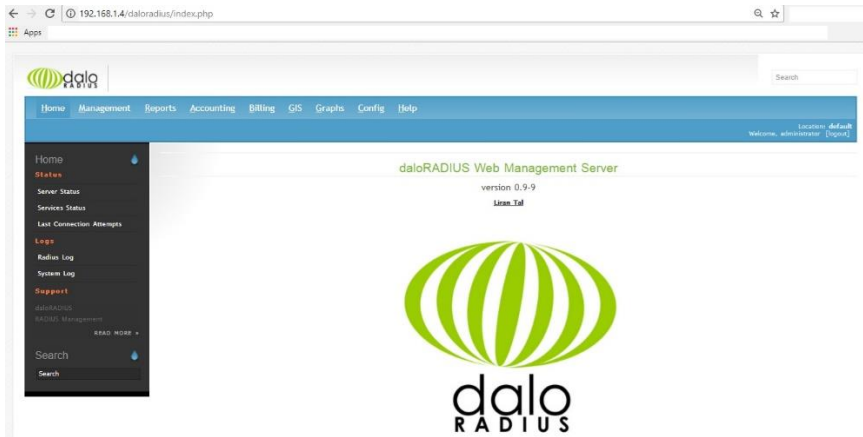 192.168.1.4/daloradius/index.php
Apps
dalo
RADIUS
Search
Home Management Reports Accounting Billing GIS Graphs Config Help
Location: default
Welcome, administrator [logout]
Home
Status
Server Status
Services Status
Last Connection Attempts
Logs
Radius Log
System Log
Support
daloRADIUS
RADIUS Management
READ MORE »
Search
Search
daloRADIUS Web Management Server
version 0.9-9
Liran Tal
dalo
RADIUS